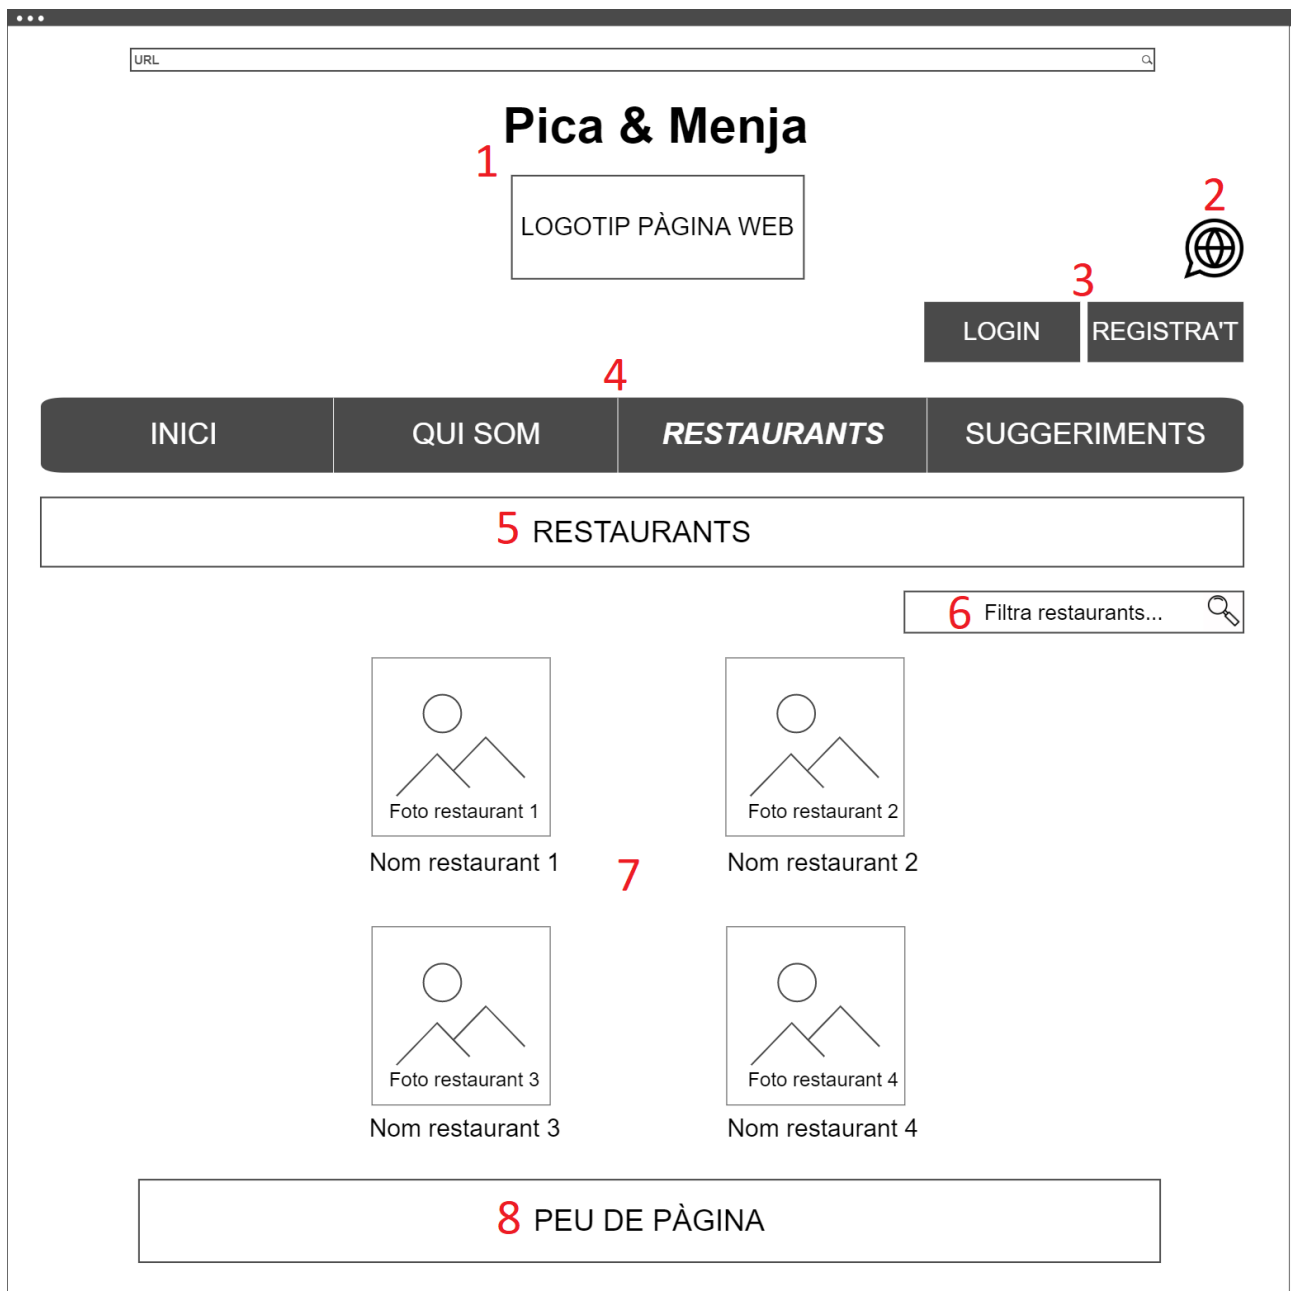 URL
Pica & Menja
1
LOGOTIP PÀGINA WEB
2
3
LOGIN
REGISTRA'T
4
INICI
QUI SOM
RESTAURANTS
SUGGERIMENTS
5 RESTAURANTS
6 Filtra restaurants...
Foto restaurant 1
Foto restaurant 2
Nom restaurant 1
Nom restaurant 2
7
Foto restaurant 3
Foto restaurant 4
Nom restaurant 3
Nom restaurant 4
8 PEU DE PÀGINA